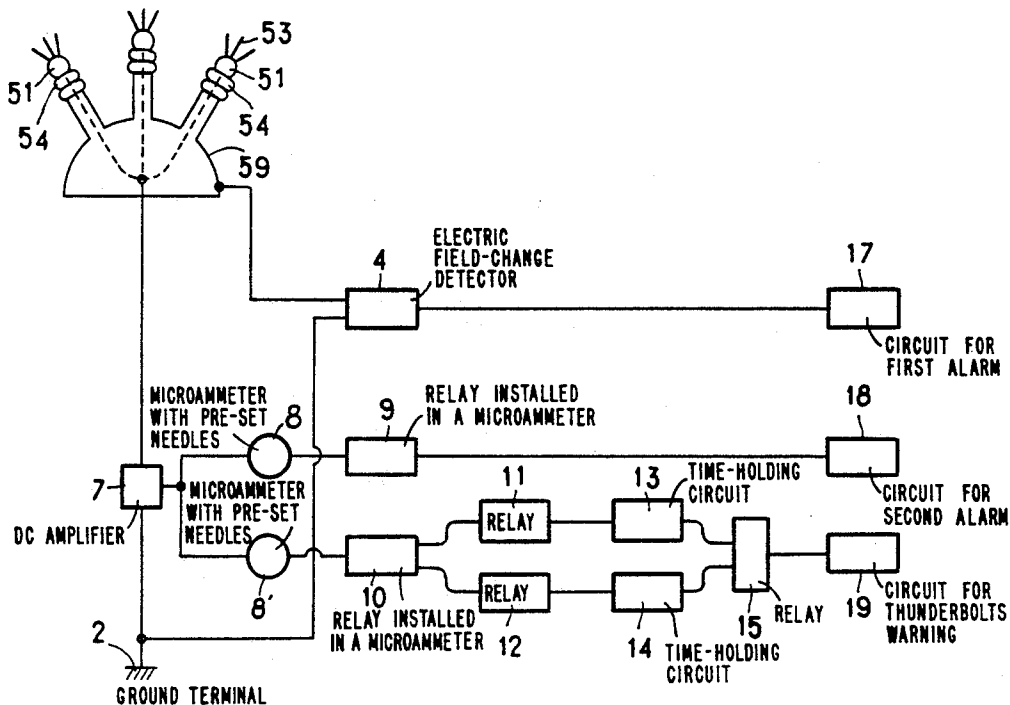 53
51
51
54
54
59
ELECTRIC
FIELD-CHANGE
DETECTOR
4
17
CIRCUIT FOR
FIRST ALARM
MICROAMMETER
WITH PRE-SET
NEEDLES
8
RELAY INSTALLED
IN A MICROAMMETER
9
18
CIRCUIT FOR
SECOND ALARM
7
DC AMPLIFIER
MICROAMMETER
WITH PRE-SET
NEEDLES
8'
11
RELAY
13
TIME-HOLDING
CIRCUIT
10
RELAY INSTALLED
IN A MICROAMMETER
RELAY
12
14
TIME-HOLDING
CIRCUIT
15
RELAY
19
CIRCUIT FOR
THUNDERBOLTS
WARNING
2
GROUND TERMINAL